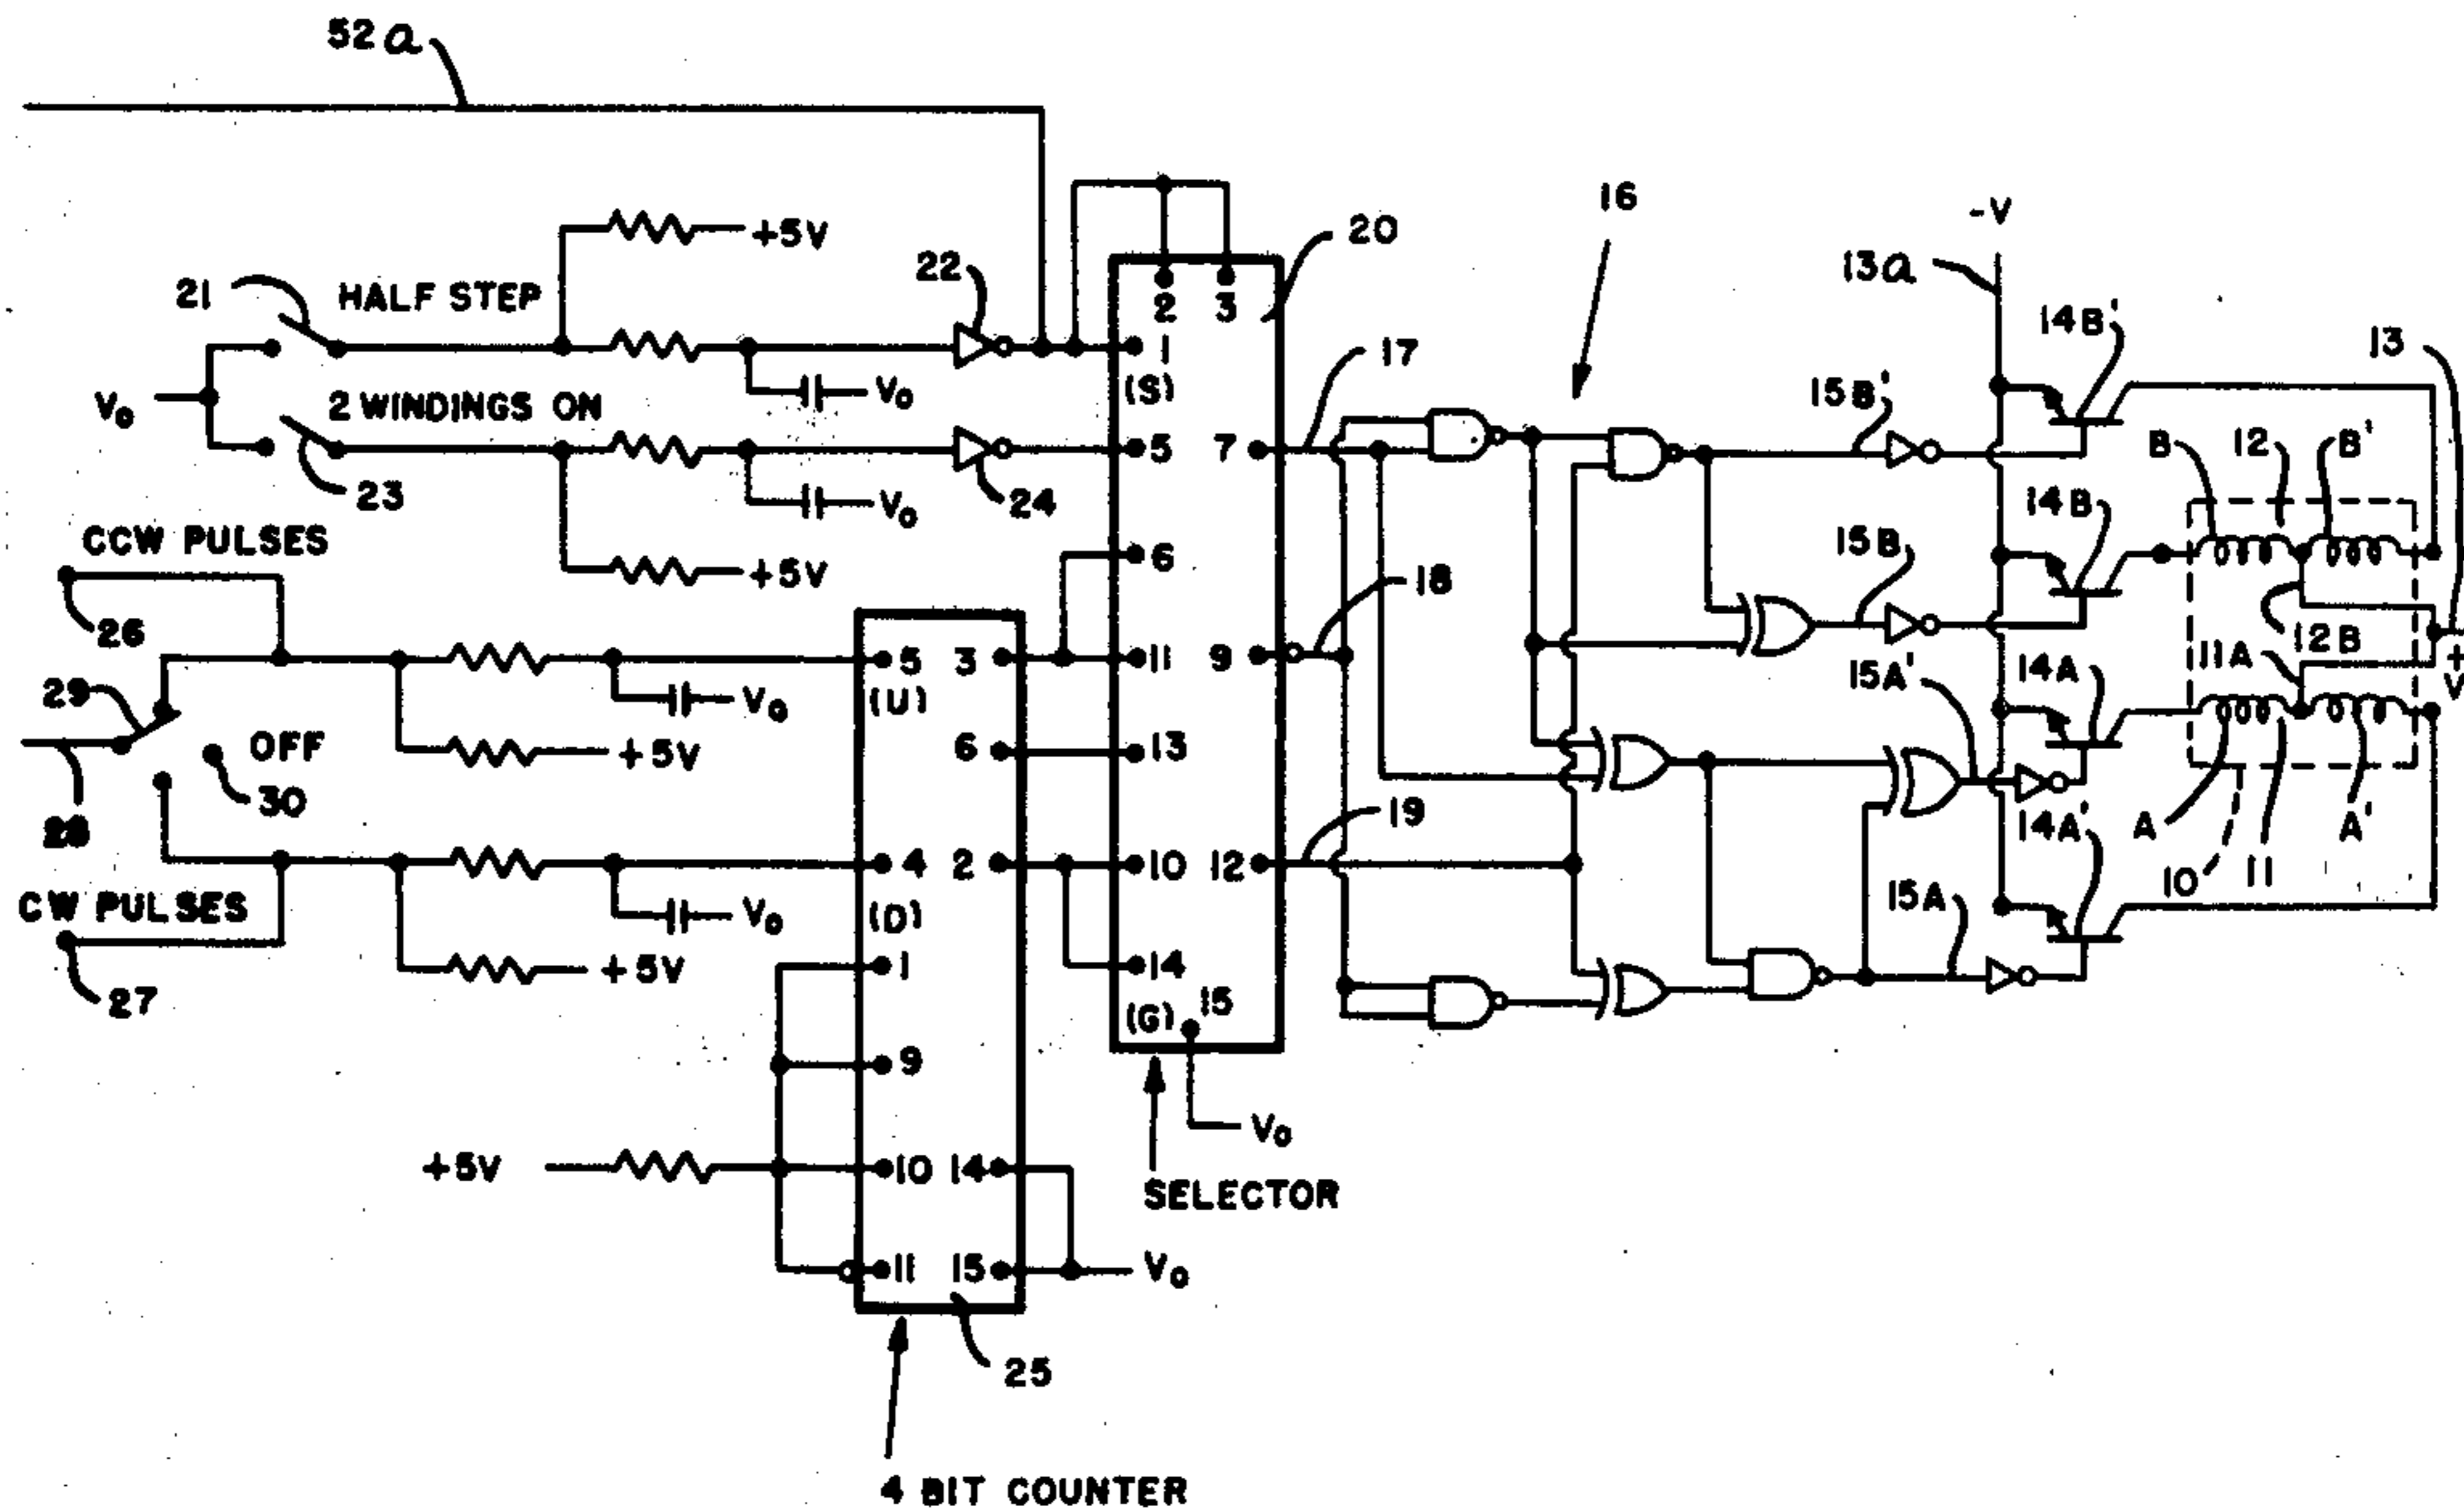 52a
+5V
21
HALF STEP
22
V0
2 WINDINGS ON
V0
23
24
V0
+5V
CCW PULSES
26
29
OFF
28
30
V0
+5V
CW PULSES
27
V0
+5V
+5V
5
(U)
4
(D)
1
9
10
11
3
6
2
14
15
V0
25
4 BIT COUNTER
2
3
1
(S)
5
6
11
13
10
14
(G)
15
7
9
12
20
V0
SELECTOR
16
17
18
19
-V
13a
14B'
15B'
14B
15B
15A'
14A
14A'
15A
13
B
12
B'
12B
11A
+
V
A
10
11
A'